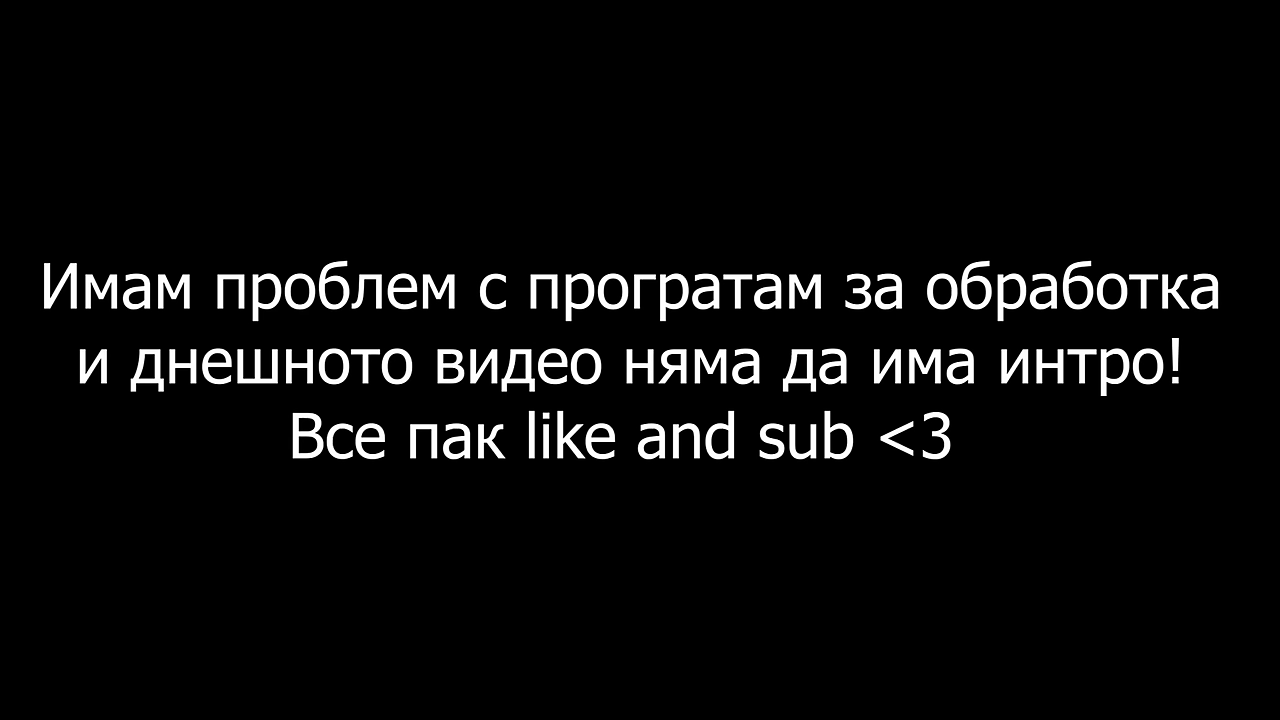 Имам проблем с програтам за обработка
и днешното видео няма да има интро!
Все пак like and sub <3